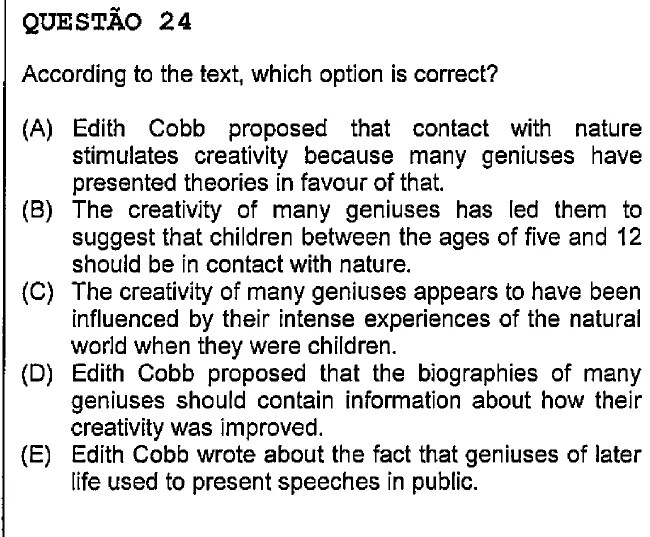 QUESTÃO 24
According to the text, which option is correct?
(A) Edith Cobb proposed that contact with nature
stimulates creativity because many geniuses have
presented theories in favour of that.
(B) The creativity of many geniuses has led them to
suggest that children between the ages of five and 12
should be in contact with nature.
(C) The creativity of many geniuses appears to have been
influenced by their intense experiences of the natural
world when they were children.
(D) Edith Cobb proposed that the biographies of many
geniuses should contain information about how their
creativity was improved.
(E) Edith Cobb wrote about the fact that geniuses of later
life used to present speeches in public.